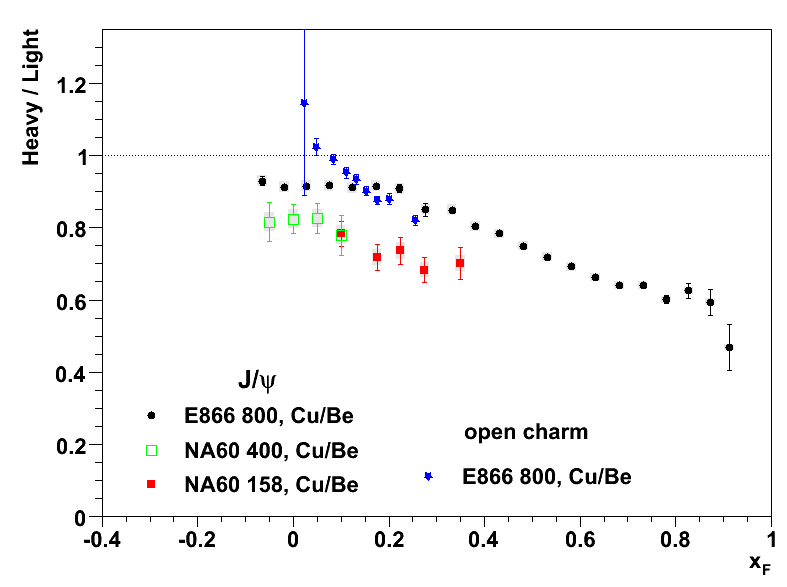 Heavy / Light
1.2
1
0.8
0.6
0.4
0.2
0
-0.4
-0.2
0
0.2
0.4
0.6
0.8
1
x_F
J/ψ
E866 800, Cu/Be
NA60 400, Cu/Be
NA60 158, Cu/Be
open charm
E866 800, Cu/Be